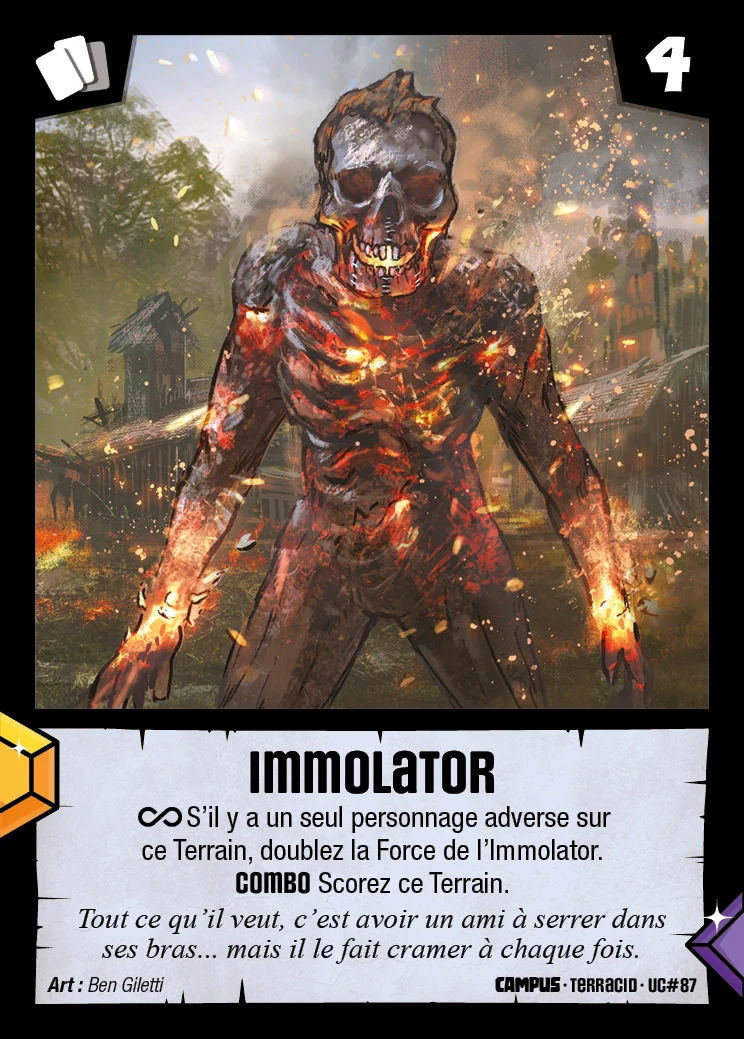 4
IMMOLaTOR
∞ S'il y a un seul personnage adverse sur
ce Terrain, doublez la Force de l'Immolator.
COMBO Scorez ce Terrain.
Tout ce qu'il veut, c'est avoir un ami à serrer dans
ses bras... mais il le fait cramer à chaque fois.
Art : Ben Giletti
CAMPUS · TeRRaCID · UC#87